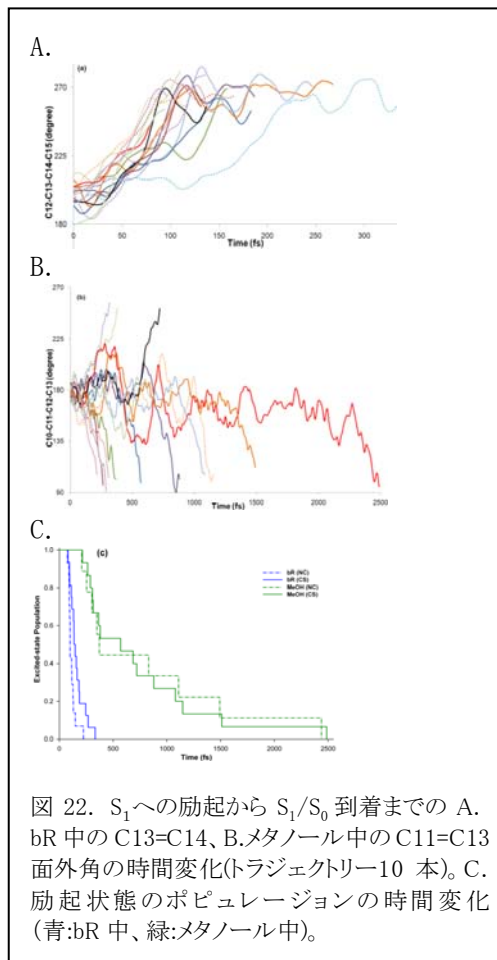 A.
(a)
270
225
180
C12-C13-C14-C15 (degree)
0 50 100 150 200 250 300
Time (fs)
B.
(b)
270
225
180
135
90
C10-C11-C12-C13 (degree)
0 500 1000 1500 2000 2500
Time (fs)
C.
(c)
1.0
0.8
0.6
0.4
0.2
0.0
Excited-state Population
bR (NC)
bR (CS)
MeOH (NC)
MeOH (CS)
0 500 1000 1500 2000 2500
Time (fs)
図 22. S₁への励起から S₁/S₀ 到着までの A.
bR 中の C13=C14、B.メタノール中の C11=C13
面外角の時間変化(トラジェクトリー10 本)。C.
励起状態のポピュレーションの時間変化
(青:bR 中、緑:メタノール中)。